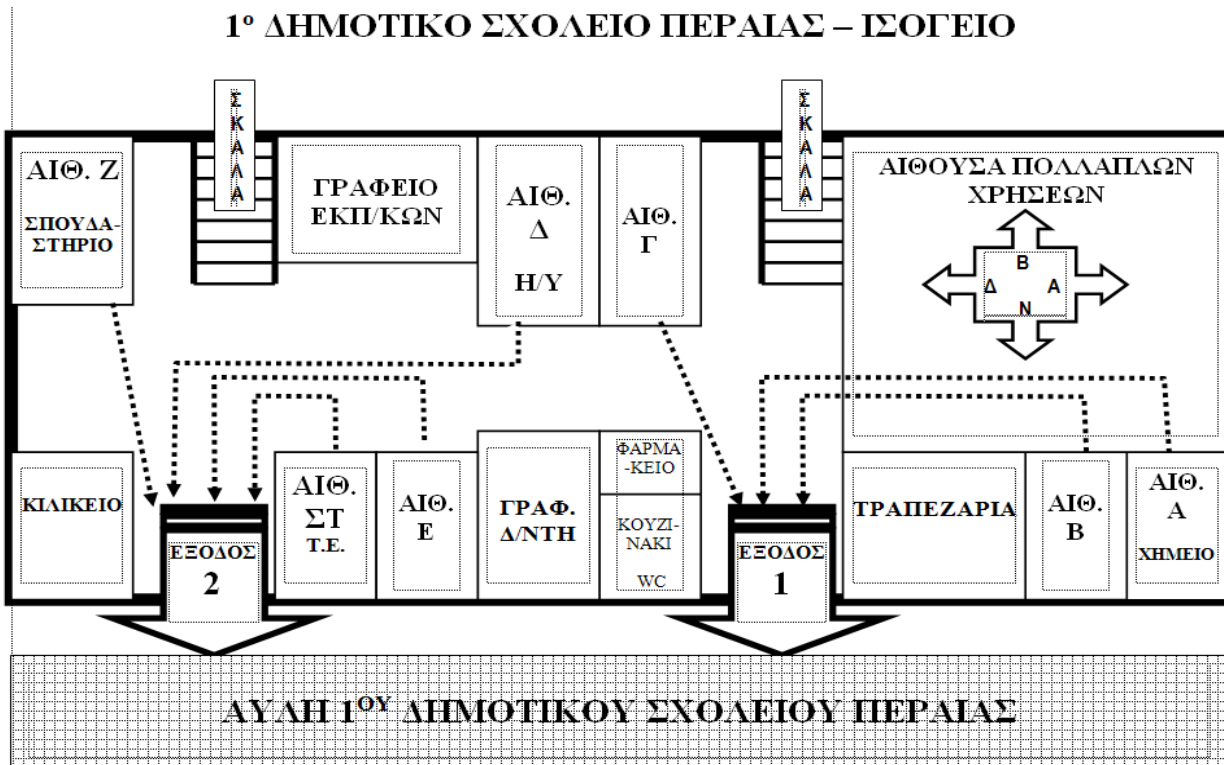 1ο ΔΗΜΟΤΙΚΟ ΣΧΟΛΕΙΟ ΠΕΡΑΙΑΣ – ΙΣΟΓΕΙΟ
ΣΚΑΛΑ
ΣΚΑΛΑ
ΑΙΘ. Ζ
ΣΠΟΥΔΑ-
ΣΤΗΡΙΟ
ΓΡΑΦΕΙΟ
ΕΚΠ/ΚΩΝ
ΑΙΘ.
Δ
Η/Υ
ΑΙΘ.
Γ
ΑΙΘΟΥΣΑ ΠΟΛΛΑΠΛΩΝ
ΧΡΗΣΕΩΝ
Β
Δ Α
Ν
ΚΙΛΙΚΕΙΟ
ΕΞΟΔΟΣ
2
ΑΙΘ.
ΣΤ
Τ.Ε.
ΑΙΘ.
Ε
ΓΡΑΦ.
Δ/ΝΤΗ
ΦΑΡΜΑ
-ΚΕΙΟ
ΚΟΥΖΙ-
ΝΑΚΙ
WC
ΕΞΟΔΟΣ
1
ΤΡΑΠΕΖΑΡΙΑ
ΑΙΘ.
Β
ΑΙΘ.
Α
ΧΗΜΕΙΟ
ΑΥΛΗ 1ΟΥ ΔΗΜΟΤΙΚΟΥ ΣΧΟΛΕΙΟΥ ΠΕΡΑΙΑΣ